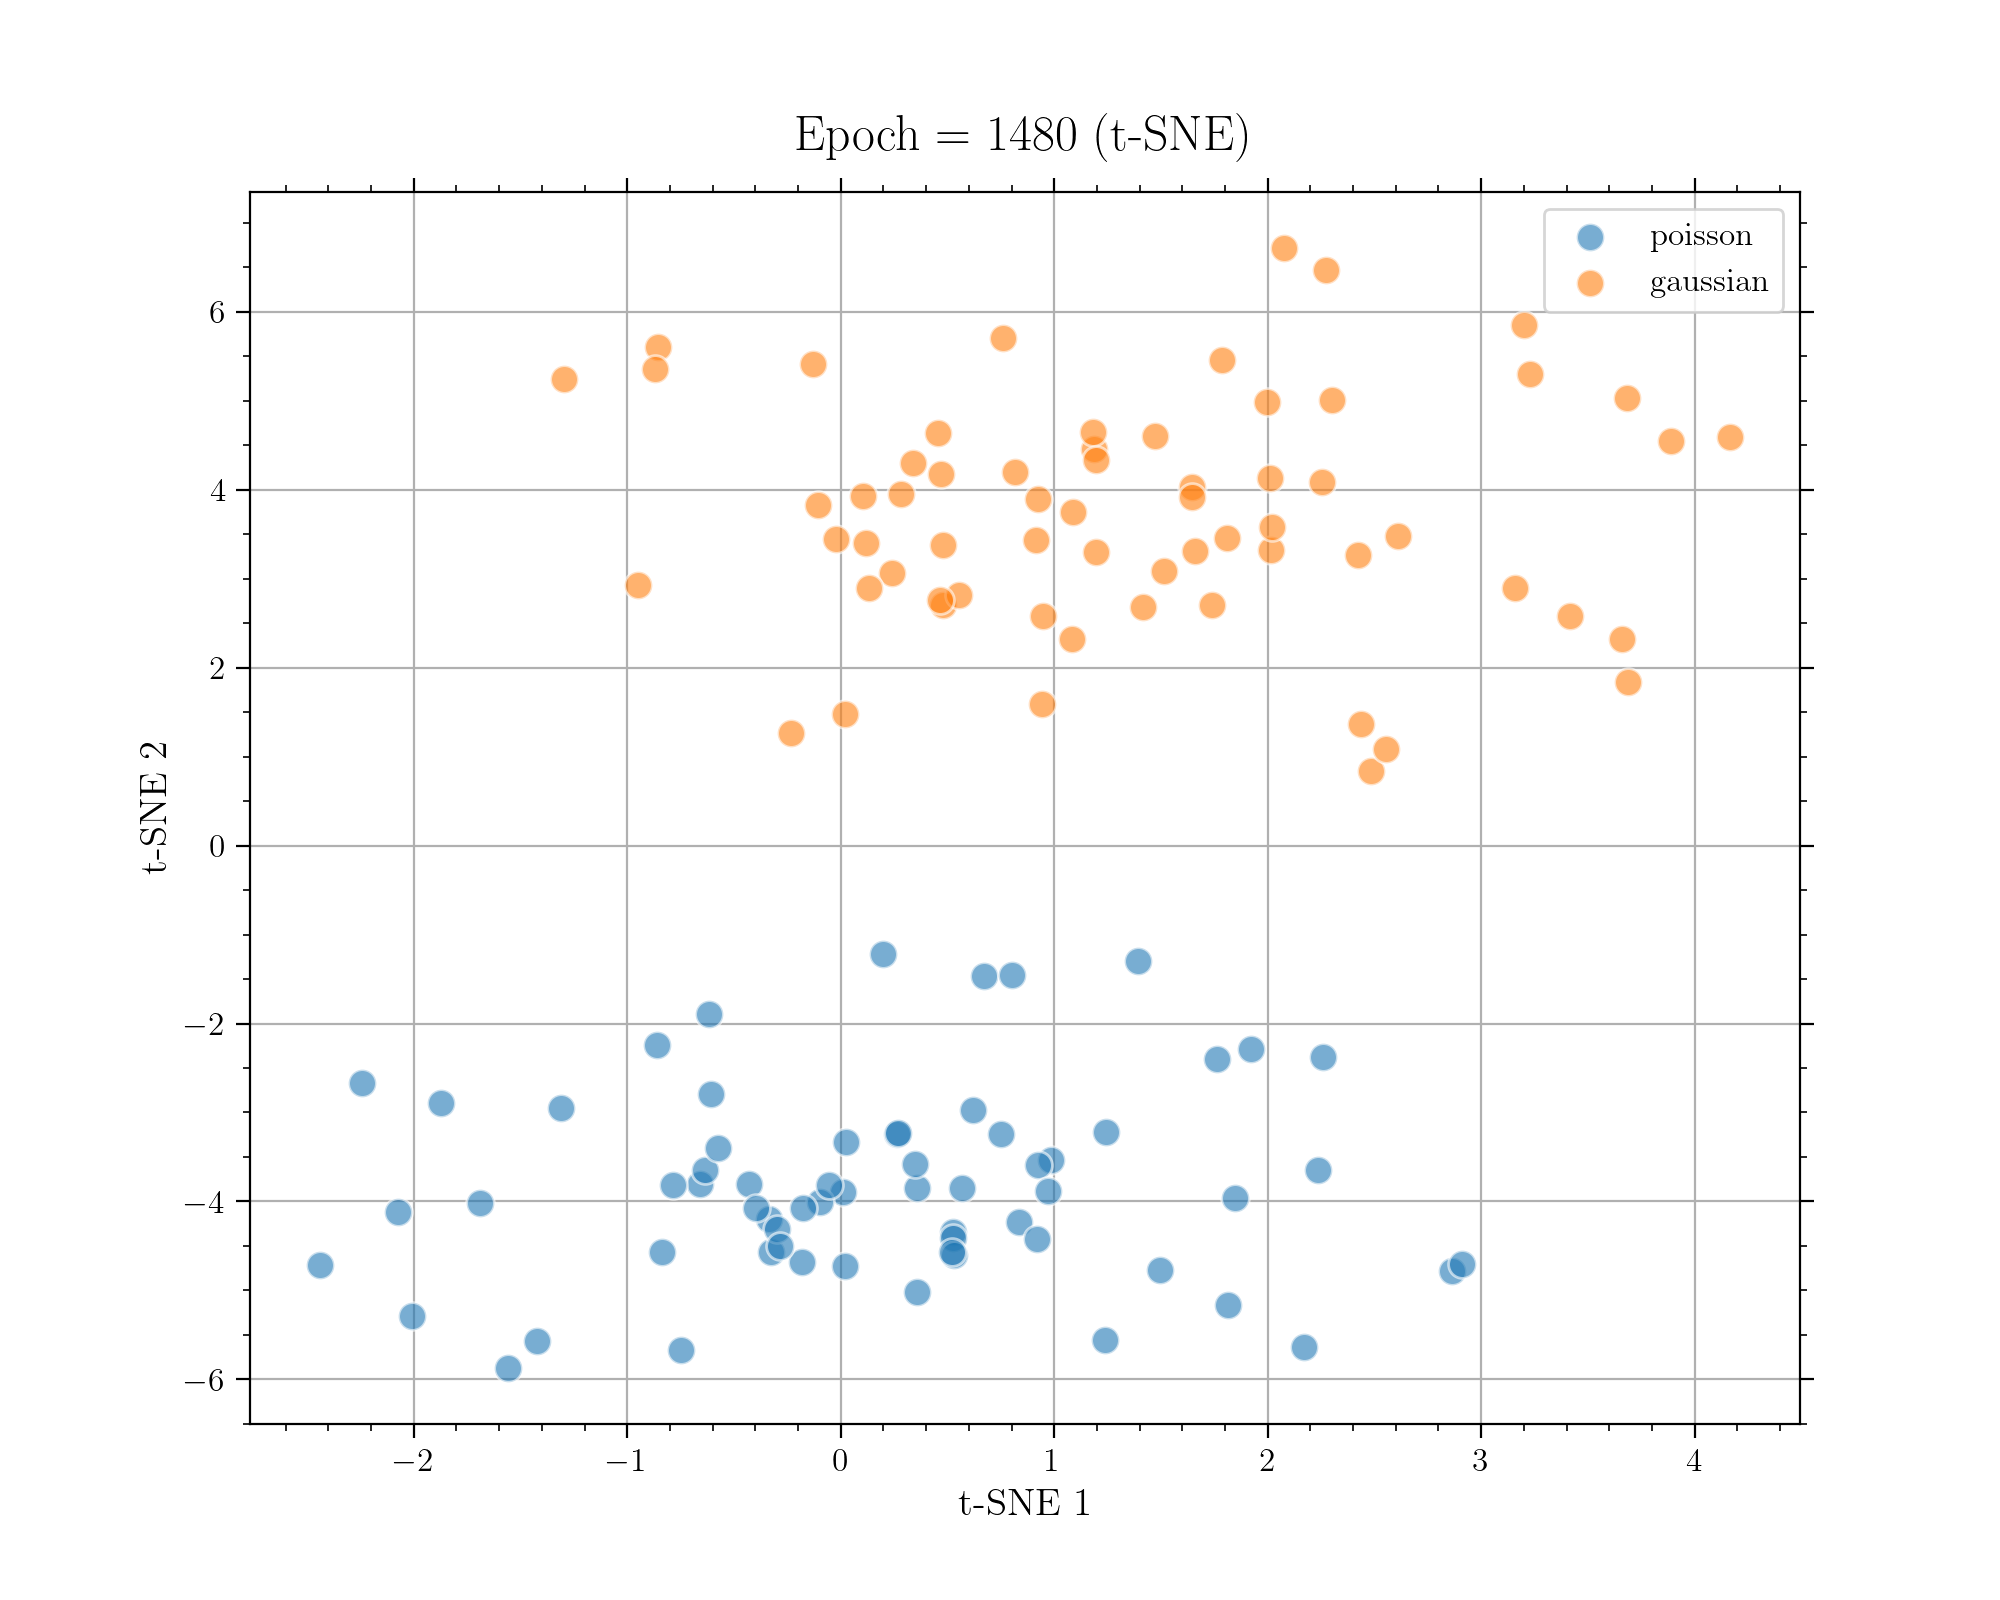 Epoch = 1480 (t-SNE)
poisson
gaussian
6
4
2
0
−2
−4
−6
t-SNE 2
−2 −1 0 1 2 3 4
t-SNE 1